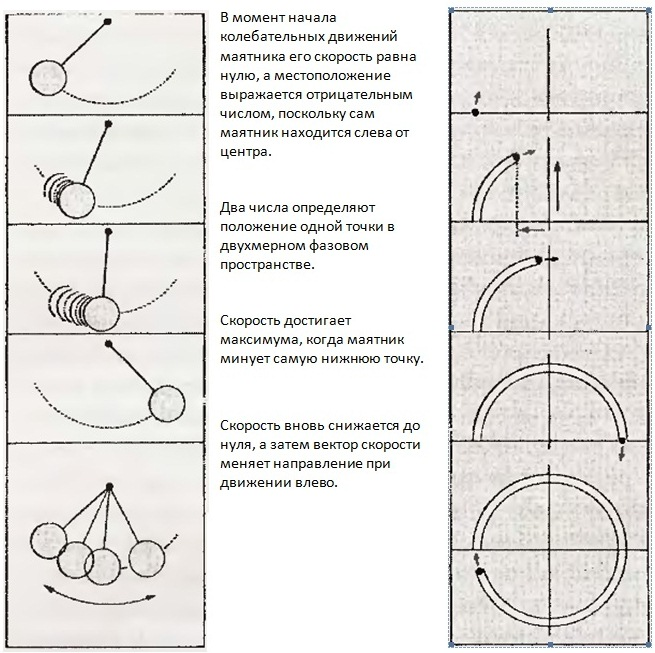 В момент начала
колебательных движений
маятника его скорость равна
нулю, а местоположение
выражается отрицательным
числом, поскольку сам
маятник находится слева от
центра.
Два числа определяют
положение одной точки в
двухмерном фазовом
пространстве.
Скорость достигает
максимума, когда маятник
минует самую нижнюю точку.
Скорость вновь снижается до
нуля, а затем вектор скорости
меняет направление при
движении влево.